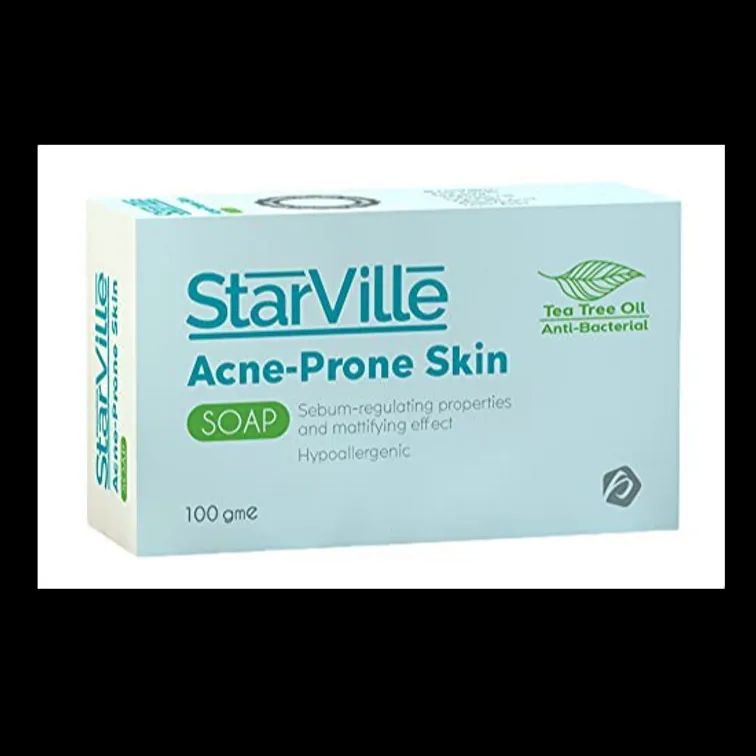 StarVille
Acne-Prone Skin
SOAP
Sebum-regulating properties
and mattifying effect
Hypoallergenic
100 gme
Tea Tree Oil
Anti-Bacterial
StarVille
Acne-Prone Skin
SOAP
StarVille